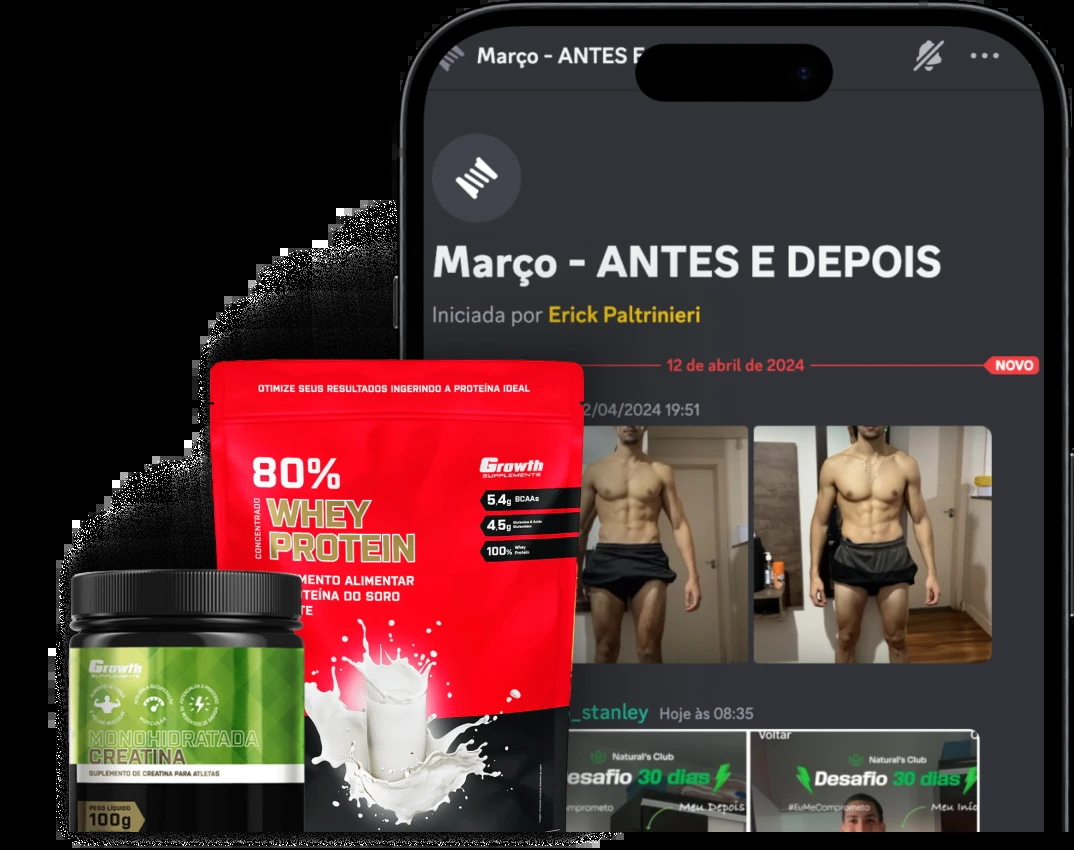 Março - ANTES E
Março - ANTES E DEPOIS
Iniciada por Erick Paltrinieri
12 de abril de 2024
NOVO
2/04/2024 19:51
OTIMIZE SEUS RESULTADOS INGERINDO A PROTEÍNA IDEAL
80%
CONCENTRADO
WHEY
PROTEIN
Growth
SUPPLEMENTS
5.4g BCAAs
4.5g
100% Whey Protein
MENTO ALIMENTAR
TEÍNA DO SORO
TE
Growth
SUPPLEMENTS
MONOHIDRATADA
CREATINA
SUPLEMENTO DE CREATINA PARA ATLETAS
PESO LÍQUIDO
100g
_stanley Hoje às 08:35
Natural's Club
esafio 30 dias
omprometo
Meu Depois
Voltar
Natural's Club
Desafio 30 dias
#EuMeComprometo
Meu Iníc